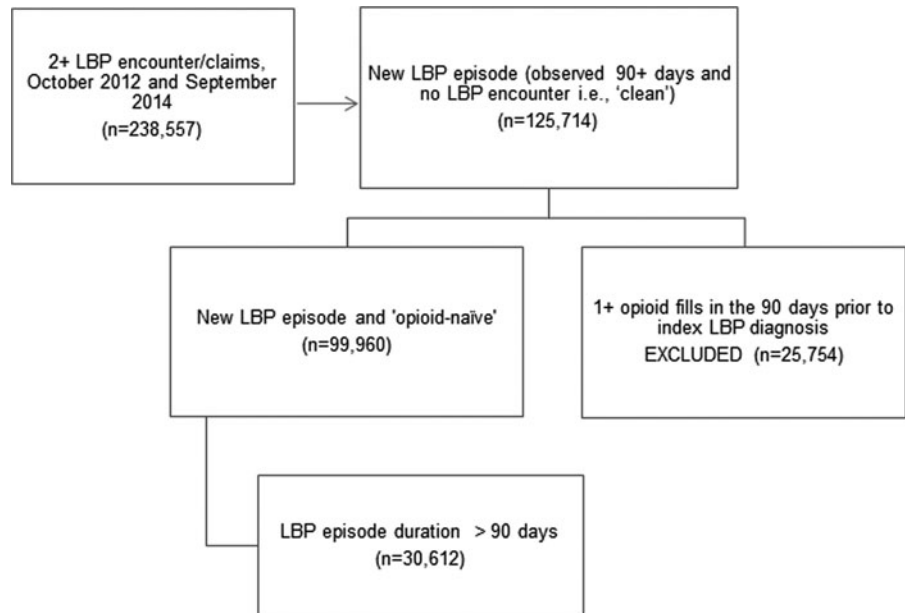 2+ LBP encounter/claims,
October 2012 and September
2014
(n=238,557)
New LBP episode (observed 90+ days and
no LBP encounter i.e., ‘clean’)
(n=125,714)
New LBP episode and 'opioid-naïve'
(n=99,960)
1+ opioid fills in the 90 days prior to
index LBP diagnosis
EXCLUDED (n=25,754)
LBP episode duration > 90 days
(n=30,612)